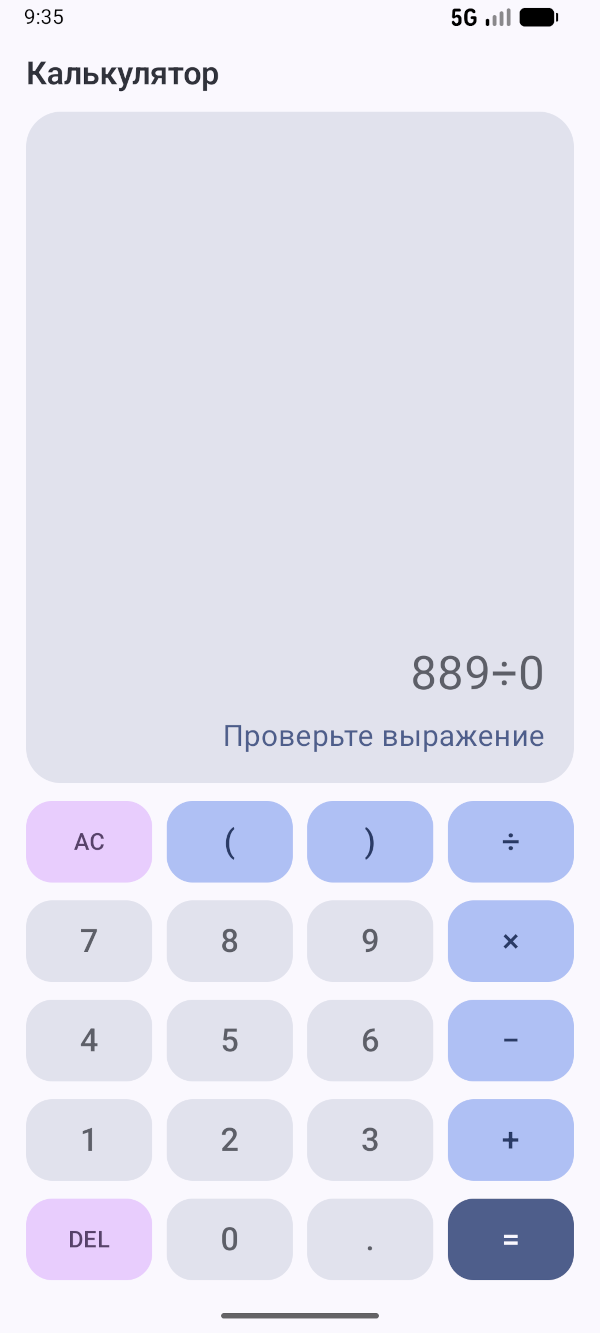 9:35 5G
Калькулятор
889÷0
Проверьте выражение
AC ( ) ÷
7 8 9 ×
4 5 6 −
1 2 3 +
DEL 0 . =